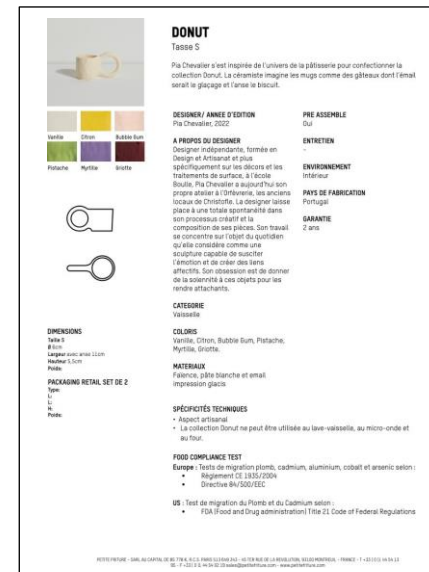 DONUT
Tasse S
Pia Chevalier s'est inspirée de l'univers de la pâtisserie pour confectionner la
collection Donut. La céramiste imagine les mugs comme des gâteaux dont l'émail
serait le glaçage et l'anse le biscuit.
Vanille Citron Bubble Gum
Pistache Myrtille Griotte
DIMENSIONS
Taille S
Ø 8cm
Largeur avec anse 11cm
Hauteur 5,5cm
Poids:
PACKAGING RETAIL SET DE 2
Type:
L:
L:
H:
Poids:
DESIGNER/ ANNEE D'EDITION
Pia Chevalier, 2022
A PROPOS DU DESIGNER
Designer indépendante, formée en
Design et Artisanat et plus
spécifiquement sur les décors et les
traitements de surface, à l'école
Boulle, Pia Chevalier a aujourd'hui son
propre atelier à l'Orfèvrerie, les anciens
locaux de Christofle. La designer laisse
place à une totale spontanéité dans
son processus créatif et la
composition de ses pièces. Son travail
se concentre sur l'objet du quotidien
qu'elle considère comme une
sculpture capable de susciter
l'émotion et de créer des liens
affectifs. Son obsession est de donner
de la solennité à ces objets pour les
rendre attachants.
CATEGORIE
Vaisselle
COLORIS
Vanille, Citron, Bubble Gum, Pistache,
Myrtille, Griotte.
MATERIAUX
Faïence, pâte blanche et email
impression glacis
PRE ASSEMBLE
Oui
ENTRETIEN
-
ENVIRONNEMENT
Intérieur
PAYS DE FABRICATION
Portugal
GARANTIE
2 ans
SPÉCIFICITÉS TECHNIQUES
• Aspect artisanal
• La collection Donut ne peut être utilisée au lave-vaisselle, au micro-onde et
au four.
FOOD COMPLIANCE TEST
Europe : Tests de migration plomb, cadmium, aluminium, cobalt et arsenic selon :
• Règlement CE 1935/2004
• Directive 84/500/EEC
US : Test de migration du Plomb et du Cadmium selon :
• FDA (Food and Drug administration) Title 21 Code of Federal Regulations